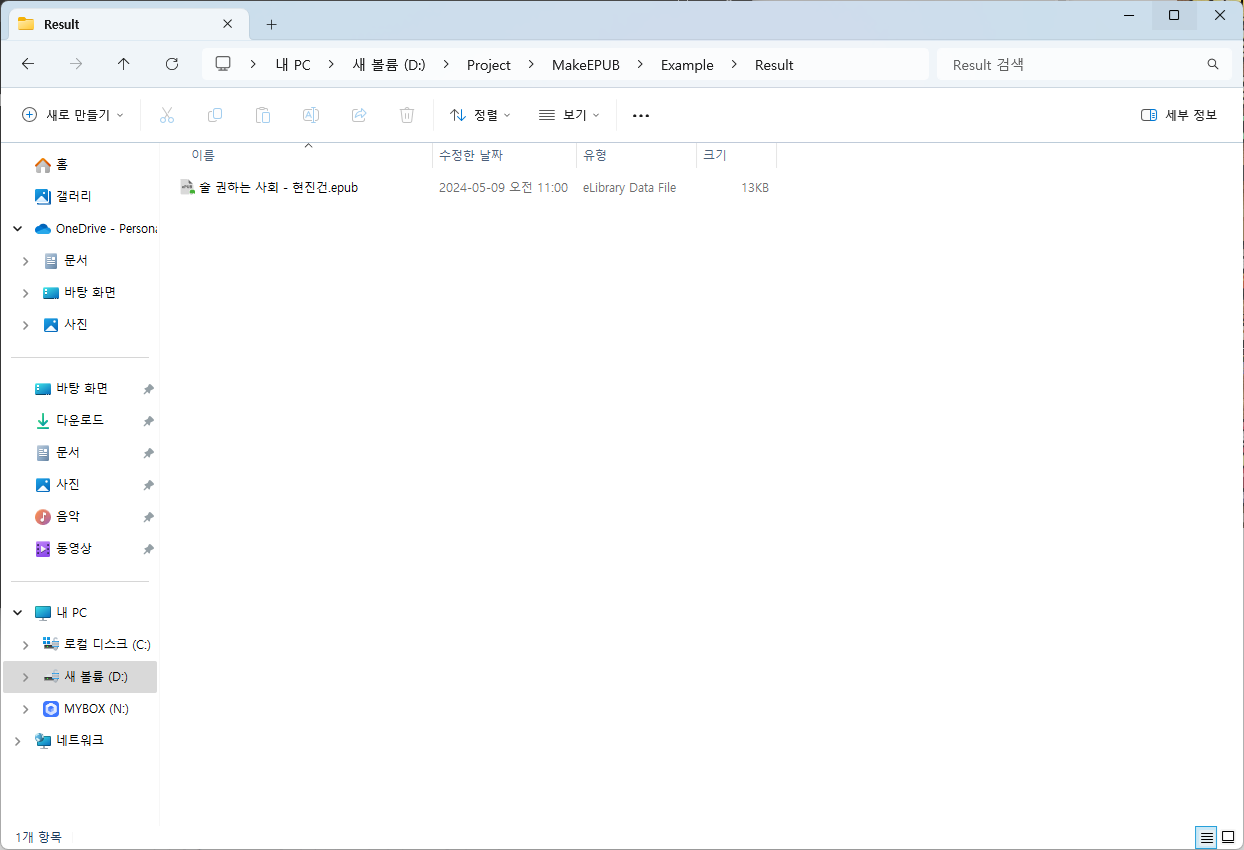 Result
내 PC > 새 볼륨 (D:) > Project > MakeEPUB > Example > Result
Result 검색
새로 만들기
정렬
보기
세부 정보
이름 수정한 날짜 유형 크기
술 권하는 사회 - 현진건.epub 2024-05-09 오전 11:00 eLibrary Data File 13KB
홈
갤러리
OneDrive - Persona
문서
바탕 화면
사진
바탕 화면
다운로드
문서
사진
음악
동영상
내 PC
로컬 디스크 (C:)
새 볼륨 (D:)
MYBOX (N:)
네트워크
1개 항목